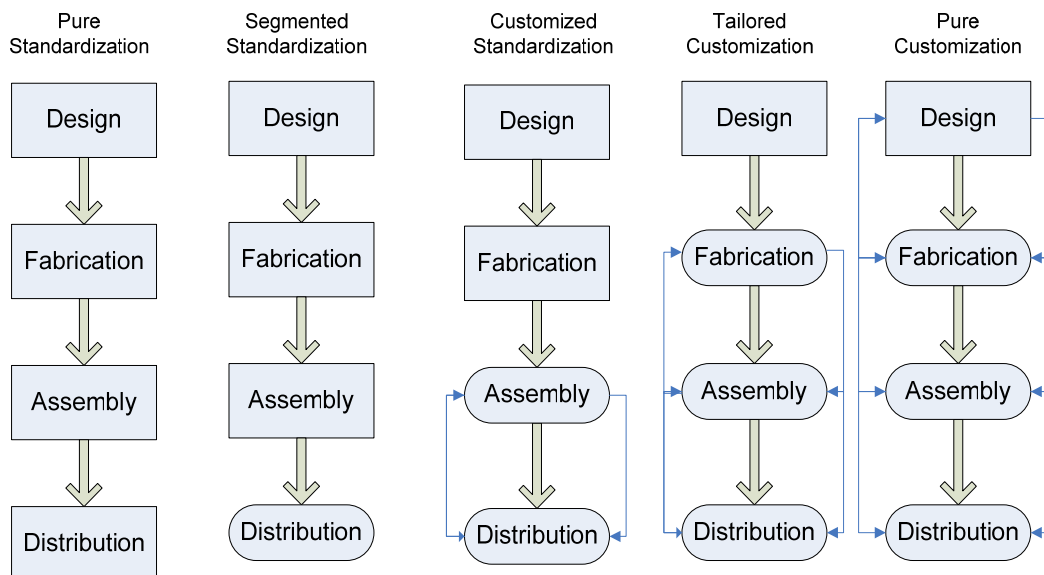 Pure
Standardization
Segmented
Standardization
Customized
Standardization
Tailored
Customization
Pure
Customization
Design
Design
Design
Design
Design
Fabrication
Fabrication
Fabrication
Fabrication
Fabrication
Assembly
Assembly
Assembly
Assembly
Assembly
Distribution
Distribution
Distribution
Distribution
Distribution